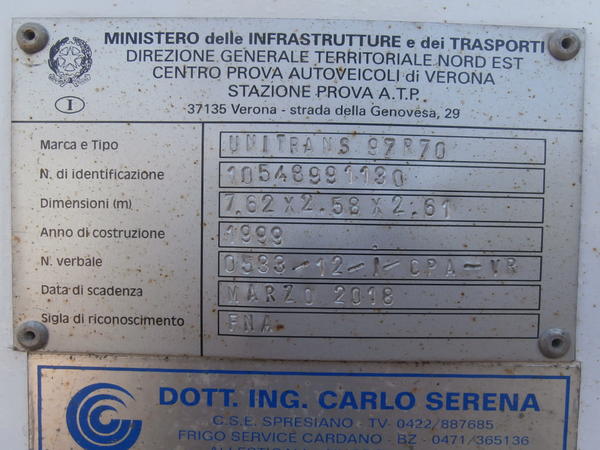 MINISTERO delle INFRASTRUTTURE e dei TRASPORTI
DIREZIONE GENERALE TERRITORIALE NORD EST
CENTRO PROVA AUTOVEICOLI di VERONA
STAZIONE PROVA A.T.P.
I
37135 Verona - strada della Genovesa, 29
Marca e Tipo UNITRANS 97R70
N. di identificazione 10548991190
Dimensioni (m) 7.62 X 2.58 X 2.61
Anno di costruzione 1999
N. verbale 0533-12-I-CPA-VR
Data di scadenza MARZO 2018
Sigla di riconoscimento FNA
DOTT. ING. CARLO SERENA
C.S.E. SPRESIANO - TV- 0422/887685
FRIGO SERVICE CARDANO - BZ - 0471/365136